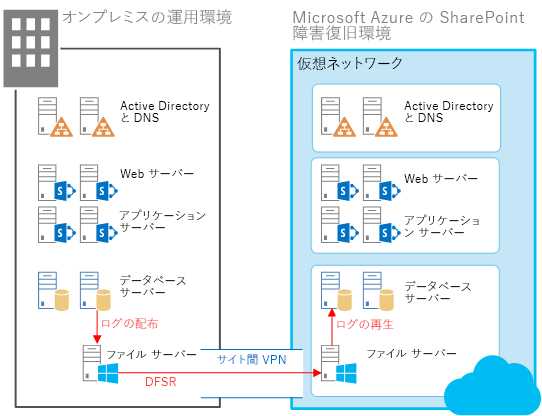 オンプレミスの運用環境
Active Directory
と DNS
Web サーバー
アプリケーション
サーバー
データベース
サーバー
ログの配布
ファイル サーバー
DFSR
サイト間 VPN
Microsoft Azure の SharePoint
障害復旧環境
仮想ネットワーク
Active Directory
と DNS
Web サーバー
アプリケーショ
ン サーバー
データベース
サーバー
ログの再生
ファイル サーバー